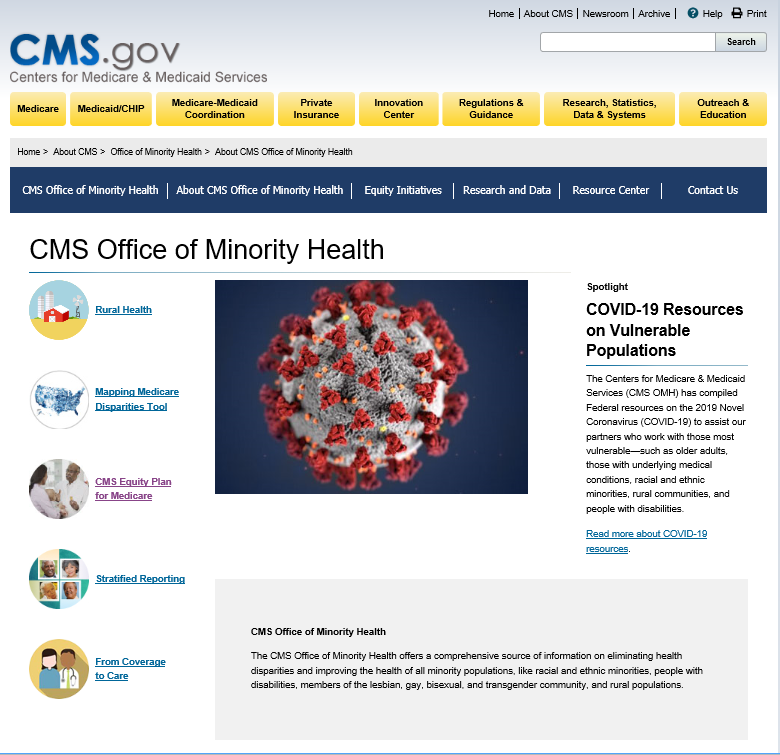 Home | About CMS | Newsroom | Archive | Help Print
CMS.gov
Search
Centers for Medicare & Medicaid Services
Medicare
Medicaid/CHIP
Medicare-Medicaid
Coordination
Private
Insurance
Innovation
Center
Regulations &
Guidance
Research, Statistics,
Data & Systems
Outreach &
Education
Home > About CMS > Office of Minority Health > About CMS Office of Minority Health
CMS Office of Minority Health | About CMS Office of Minority Health | Equity Initiatives | Research and Data | Resource Center | Contact Us
CMS Office of Minority Health
Rural Health
Mapping Medicare
Disparities Tool
CMS Equity Plan
for Medicare
Stratified Reporting
From Coverage
to Care
Spotlight
COVID-19 Resources
on Vulnerable
Populations
The Centers for Medicare & Medicaid
Services (CMS OMH) has compiled
Federal resources on the 2019 Novel
Coronavirus (COVID-19) to assist our
partners who work with those most
vulnerable—such as older adults,
those with underlying medical
conditions, racial and ethnic
minorities, rural communities, and
people with disabilities.
Read more about COVID-19
resources.
CMS Office of Minority Health
The CMS Office of Minority Health offers a comprehensive source of information on eliminating health
disparities and improving the health of all minority populations, like racial and ethnic minorities, people with
disabilities, members of the lesbian, gay, bisexual, and transgender community, and rural populations.